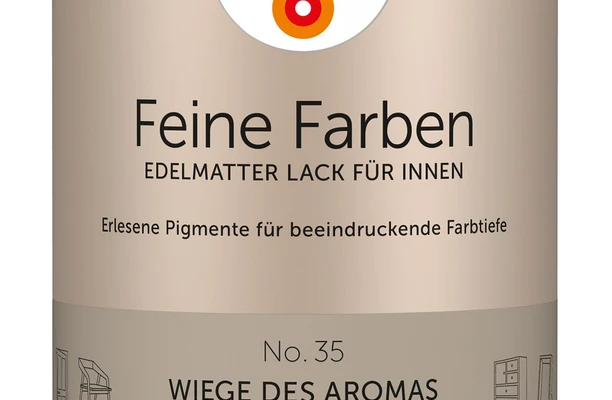 Feine Farben
EDELMATTER LACK FÜR INNEN
Erlesene Pigmente für beeindruckende Farbtiefe
No. 35
WIEGE DES AROMAS